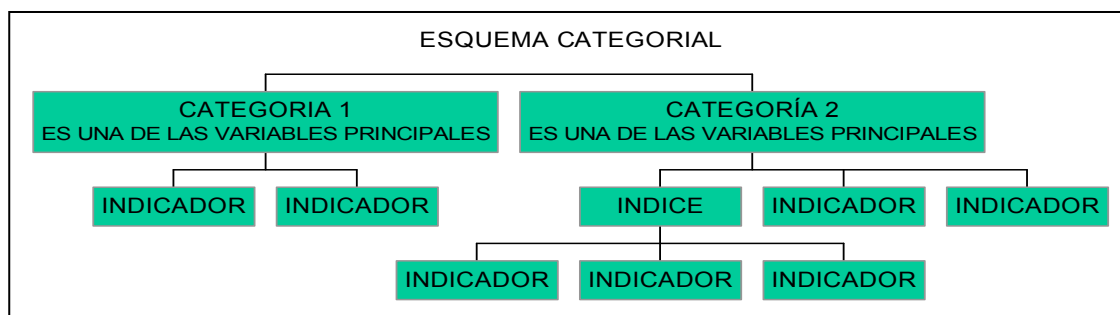 ESQUEMA CATEGORIAL
CATEGORIA 1
ES UNA DE LAS VARIABLES PRINCIPALES
CATEGORÍA 2
ES UNA DE LAS VARIABLES PRINCIPALES
INDICADOR
INDICADOR
INDICE
INDICADOR
INDICADOR
INDICADOR
INDICADOR
INDICADOR